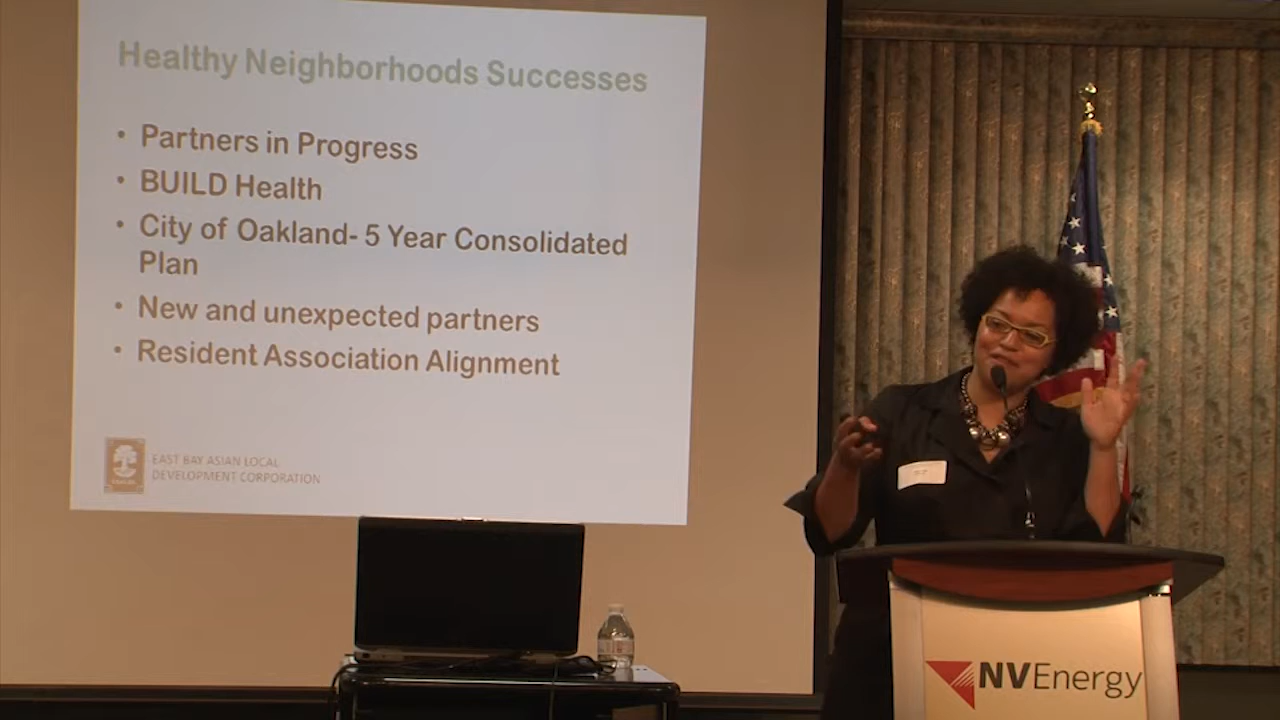 Healthy Neighborhoods Successes
• Partners in Progress
• BUILD Health
• City of Oakland- 5 Year Consolidated
Plan
• New and unexpected partners
• Resident Association Alignment
EAST BAY ASIAN LOCAL
DEVELOPMENT CORPORATION
NVEnergy